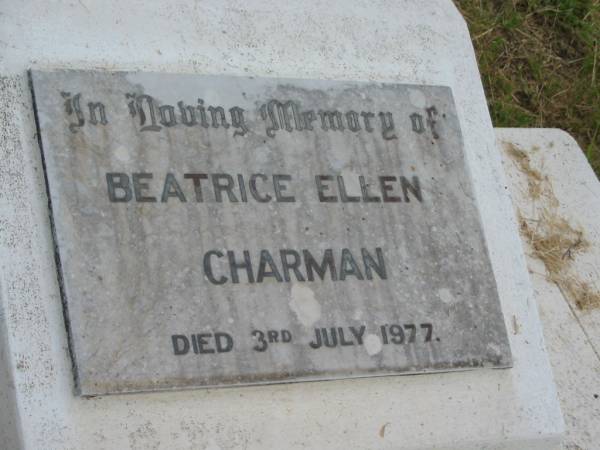 In Loving Memory of
BEATRICE ELLEN
CHARMAN
DIED 3RD JULY 1977.